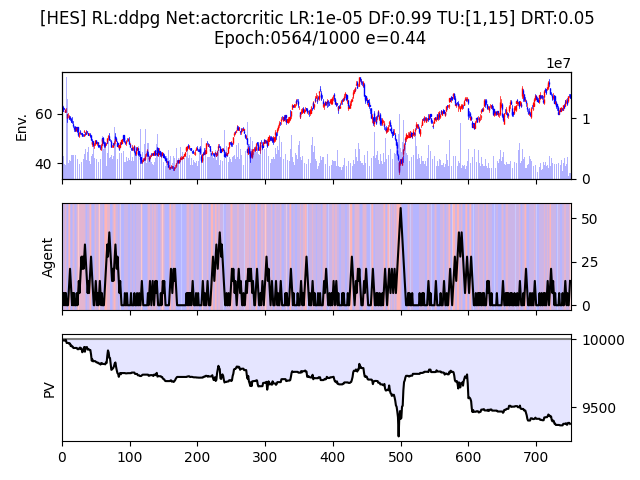 [HES] RL:ddpg Net:actorcritic LR:1e-05 DF:0.99 TU:[1,15] DRT:0.05
Epoch:0564/1000 e=0.44
1e7
Env.
60
40
1
0
Agent
50
25
0
PV
10000
9500
0 100 200 300 400 500 600 700